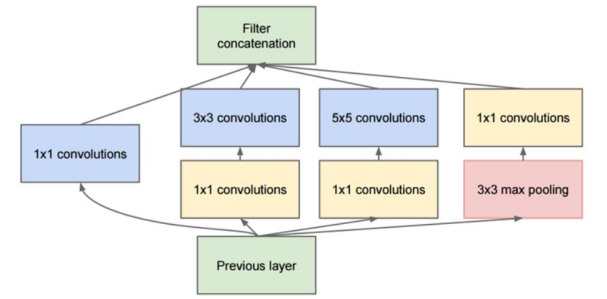 Filter
concatenation
3x3 convolutions
5x5 convolutions
1x1 convolutions
1x1 convolutions
1x1 convolutions
1x1 convolutions
3x3 max pooling
Previous layer